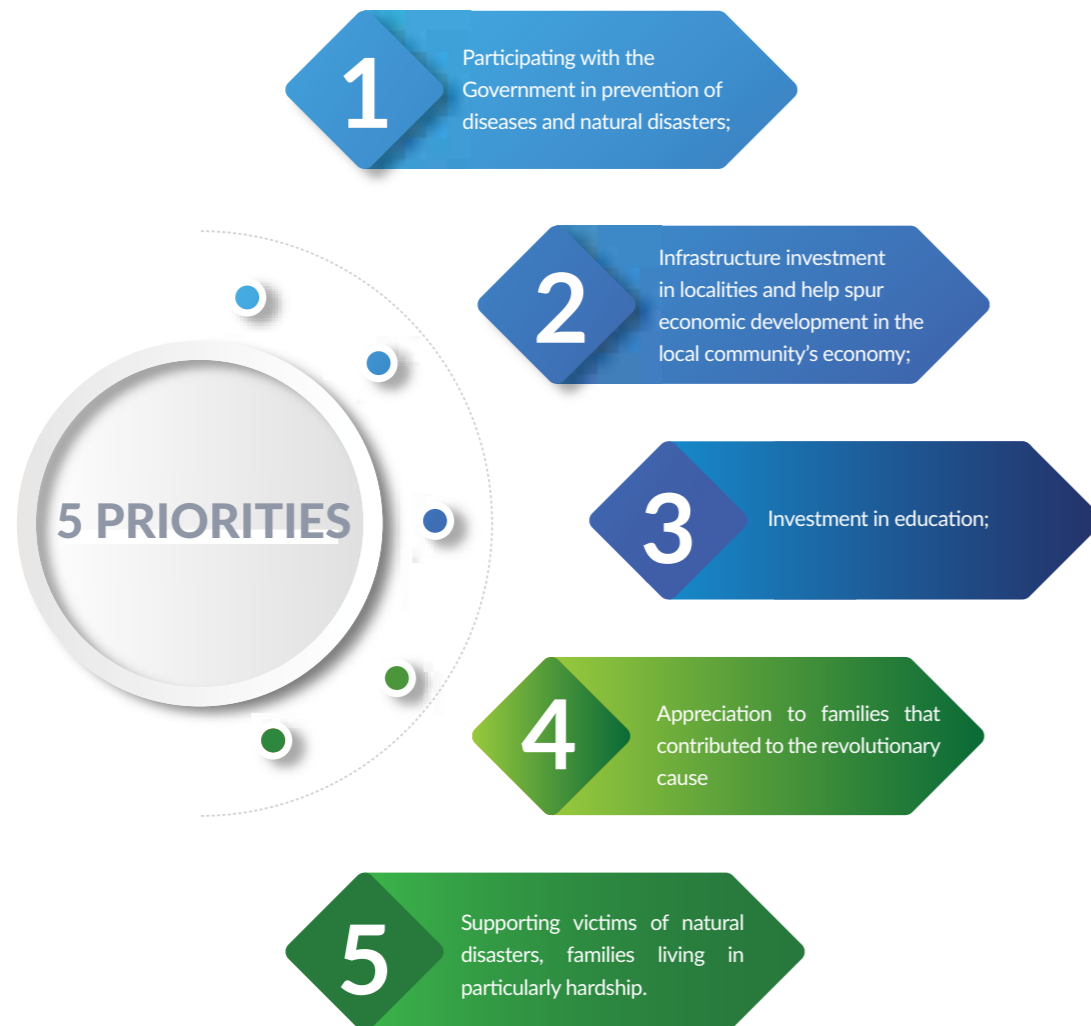 1
Participating with the
Government in prevention of
diseases and natural disasters;
2
Infrastructure investment
in localities and help spur
economic development in the
local community’s economy;
5 PRIORITIES
3
Investment in education;
4
Appreciation to families that
contributed to the revolutionary
cause
5
Supporting victims of natural
disasters, families living in
particularly hardship.